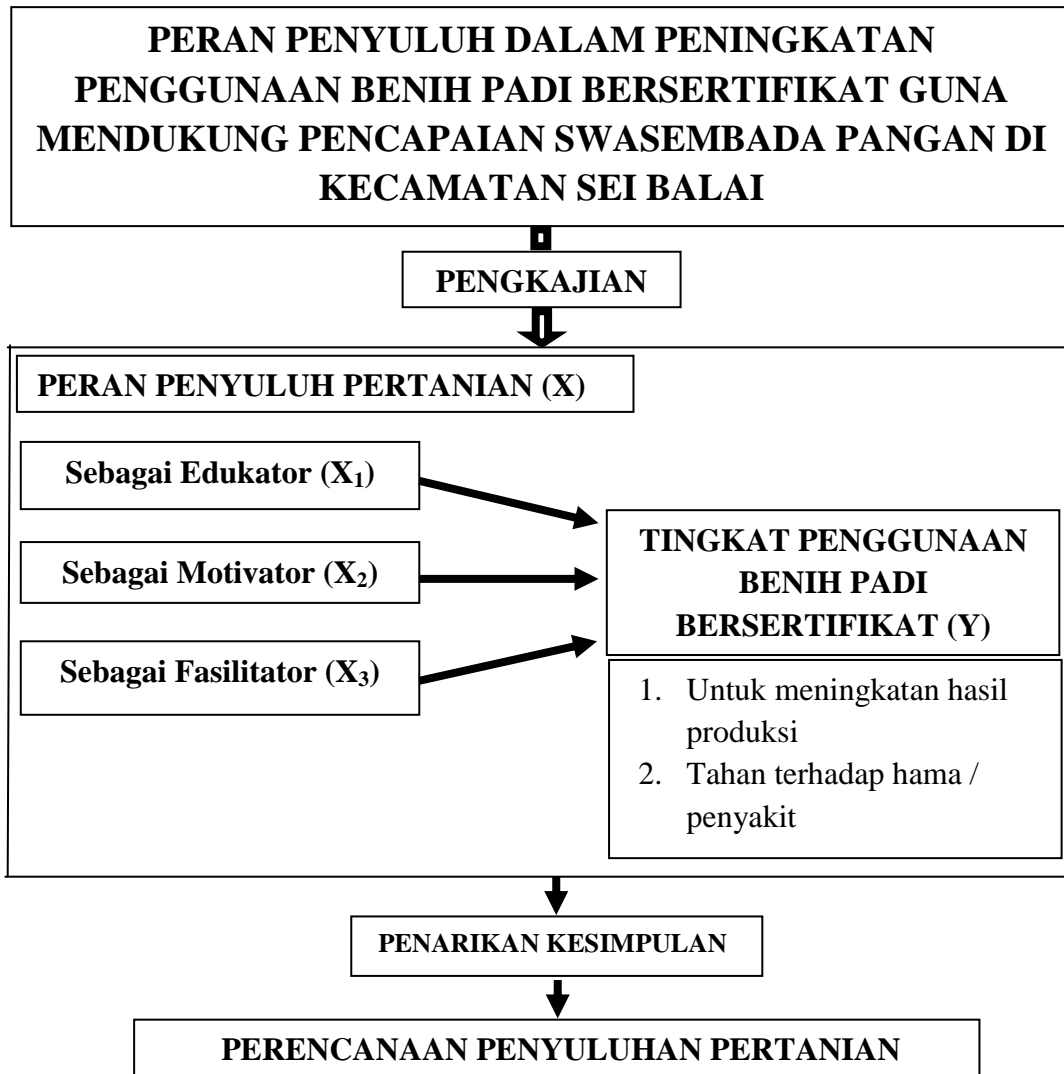 PERAN PENYULUH DALAM PENINGKATAN
PENGGUNAAN BENIH PADI BERSERTIFIKAT GUNA
MENDUKUNG PENCAPAIAN SWASEMBADA PANGAN DI
KECAMATAN SEI BALAI
PENGKAJIAN
PERAN PENYULUH PERTANIAN (X)
Sebagai Edukator (X₁)
Sebagai Motivator (X₂)
Sebagai Fasilitator (X₃)
TINGKAT PENGGUNAAN
BENIH PADI
BERSERTIFIKAT (Y)
1. Untuk meningkatan hasil
produksi
2. Tahan terhadap hama /
penyakit
PENARIKAN KESIMPULAN
PERENCANAAN PENYULUHAN PERTANIAN